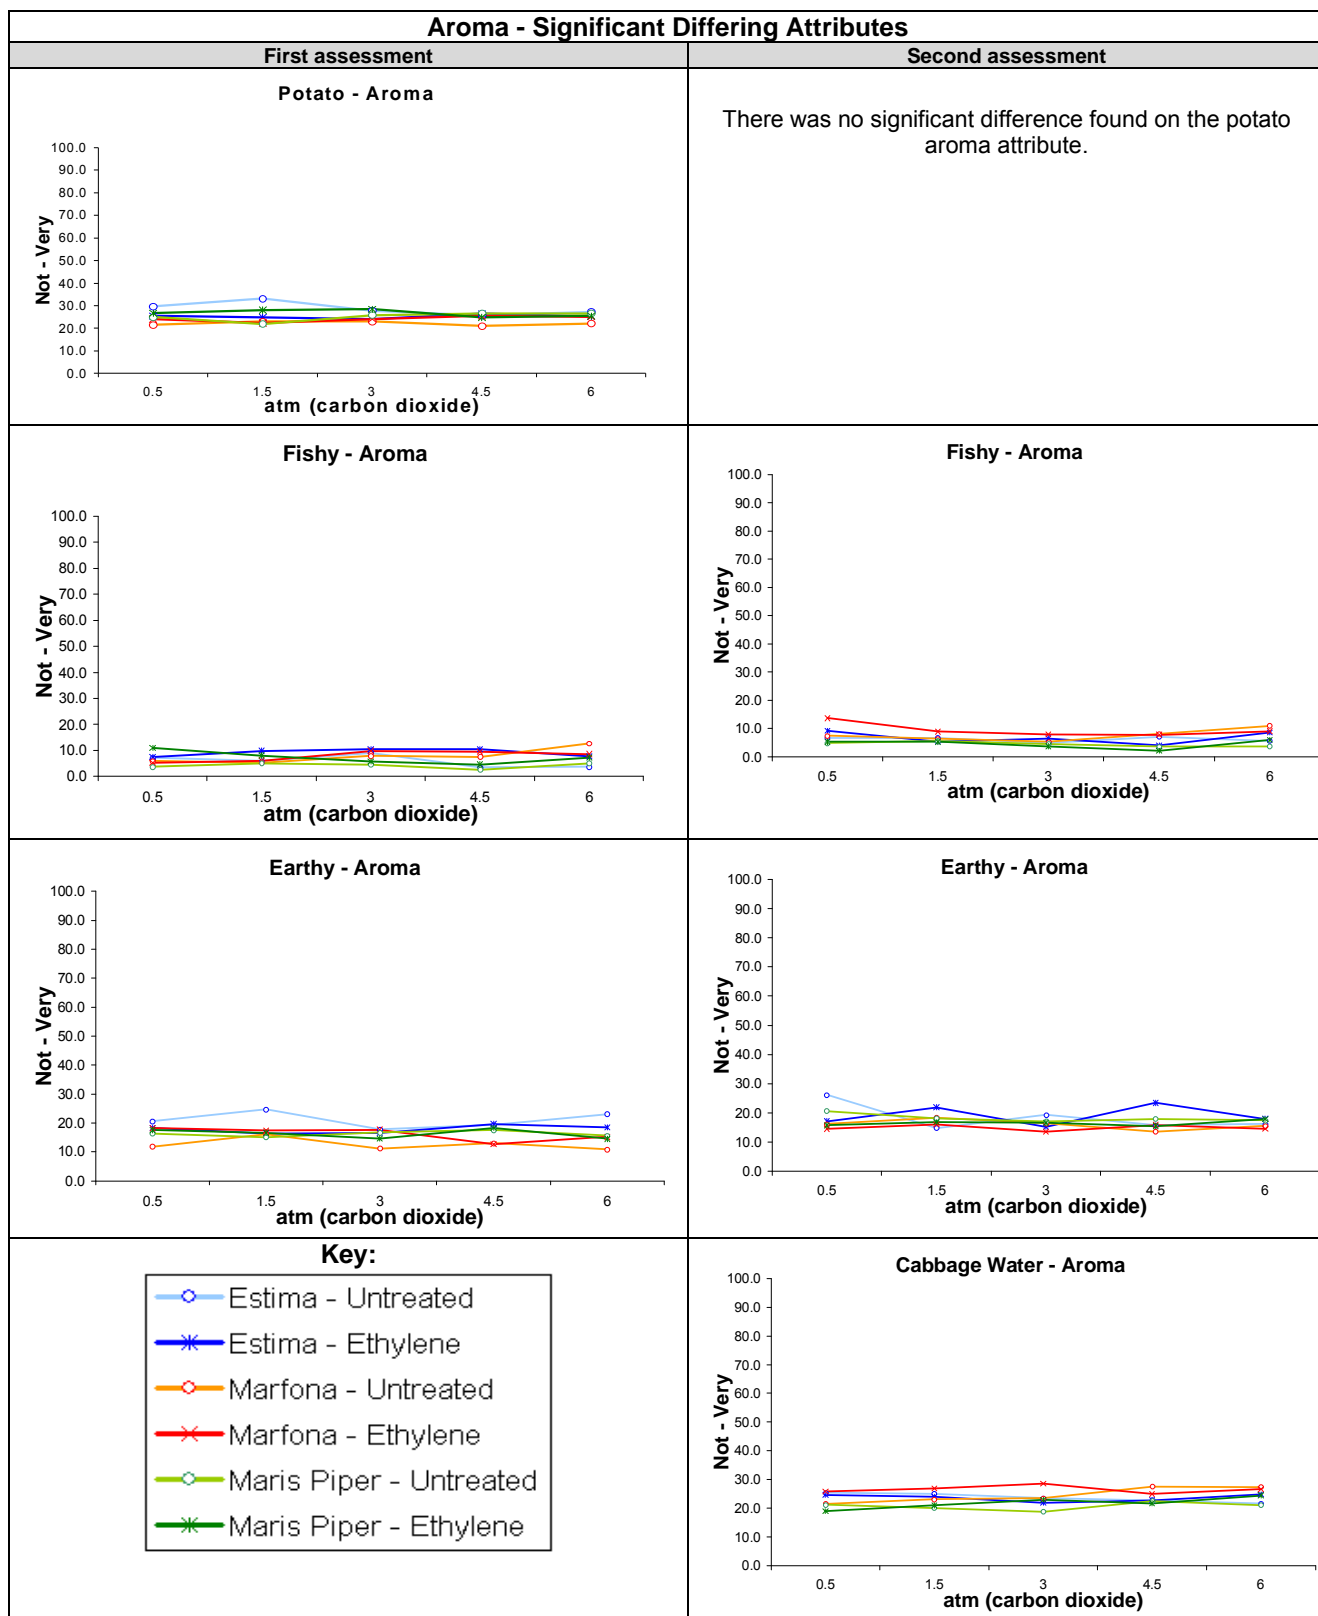 Aroma - Significant Differing Attributes
First assessment
Second assessment
Potato - Aroma
100.0
90.0
80.0
70.0
60.0
50.0
40.0
30.0
20.0
10.0
0.0
Not - Very
0.5 1.5 3 4.5 6
atm (carbon dioxide)
There was no significant difference found on the potato
aroma attribute.
Fishy - Aroma
100.0
90.0
80.0
70.0
60.0
50.0
40.0
30.0
20.0
10.0
0.0
Not - Very
0.5 1.5 3 4.5 6
atm (carbon dioxide)
Fishy - Aroma
100.0
90.0
80.0
70.0
60.0
50.0
40.0
30.0
20.0
10.0
0.0
Not - Very
0.5 1.5 3 4.5 6
atm (carbon dioxide)
Earthy - Aroma
100.0
90.0
80.0
70.0
60.0
50.0
40.0
30.0
20.0
10.0
0.0
Not - Very
0.5 1.5 3 4.5 6
atm (carbon dioxide)
Earthy - Aroma
100.0
90.0
80.0
70.0
60.0
50.0
40.0
30.0
20.0
10.0
0.0
Not - Very
0.5 1.5 3 4.5 6
atm (carbon dioxide)
Key:
Estima - Untreated
Estima - Ethylene
Marfona - Untreated
Marfona - Ethylene
Maris Piper - Untreated
Maris Piper - Ethylene
Cabbage Water - Aroma
100.0
90.0
80.0
70.0
60.0
50.0
40.0
30.0
20.0
10.0
0.0
Not - Very
0.5 1.5 3 4.5 6
atm (carbon dioxide)